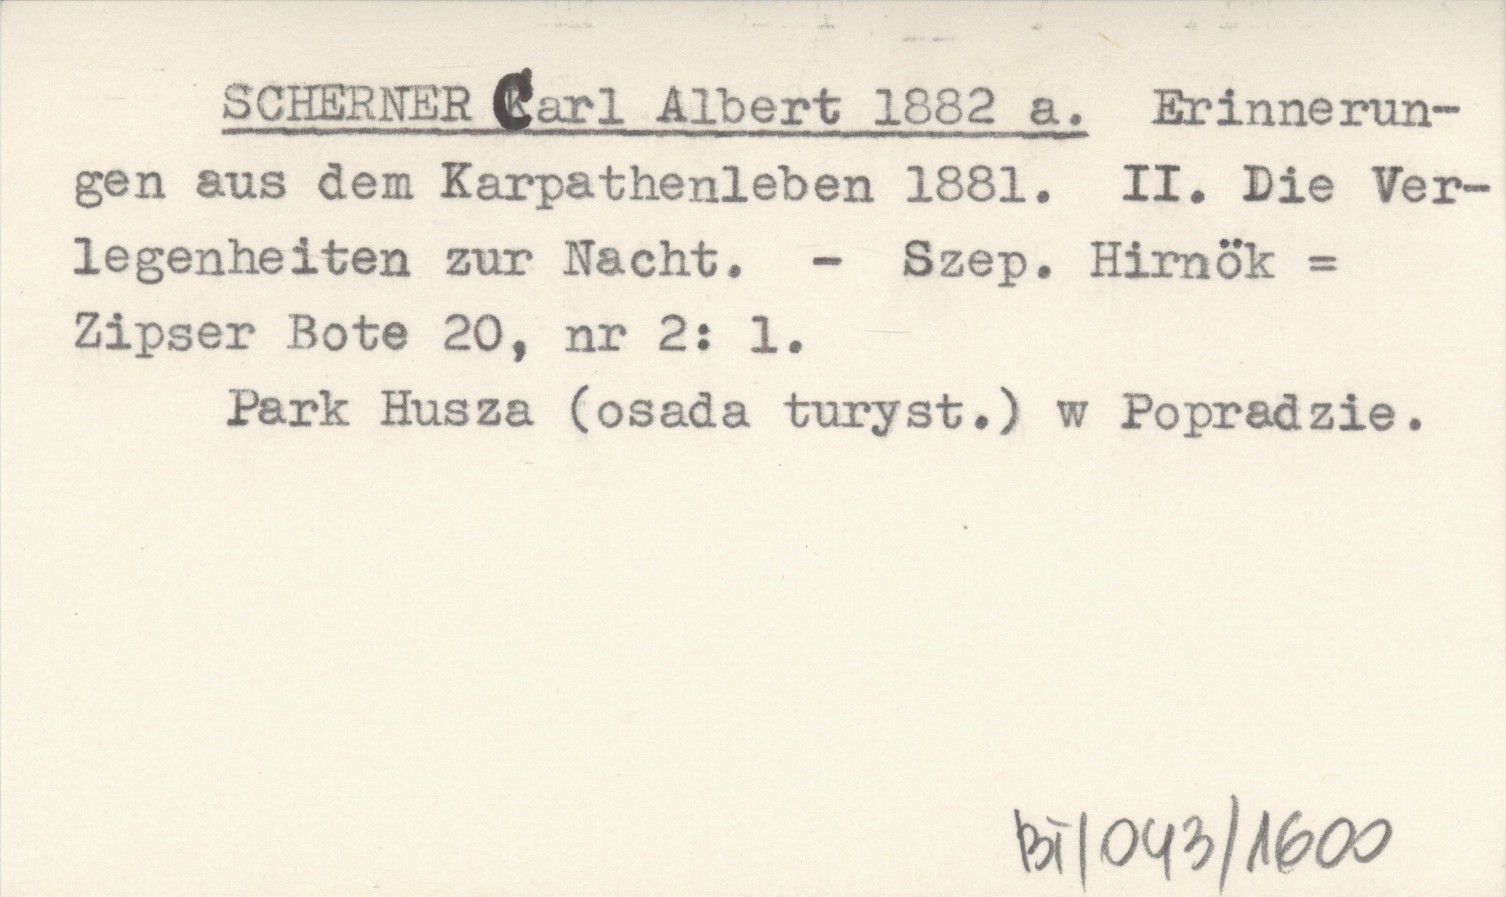 SCHERNER Carl Albert 1882 a. Erinnerun-
gen aus dem Karpathenleben 1881. II. Die Ver-
legenheiten zur Nacht. - Szep. Hirnök =
Zipser Bote 20, nr 2: 1.
Park Husza (osada turyst.) w Popradzie.
BT/043/1600